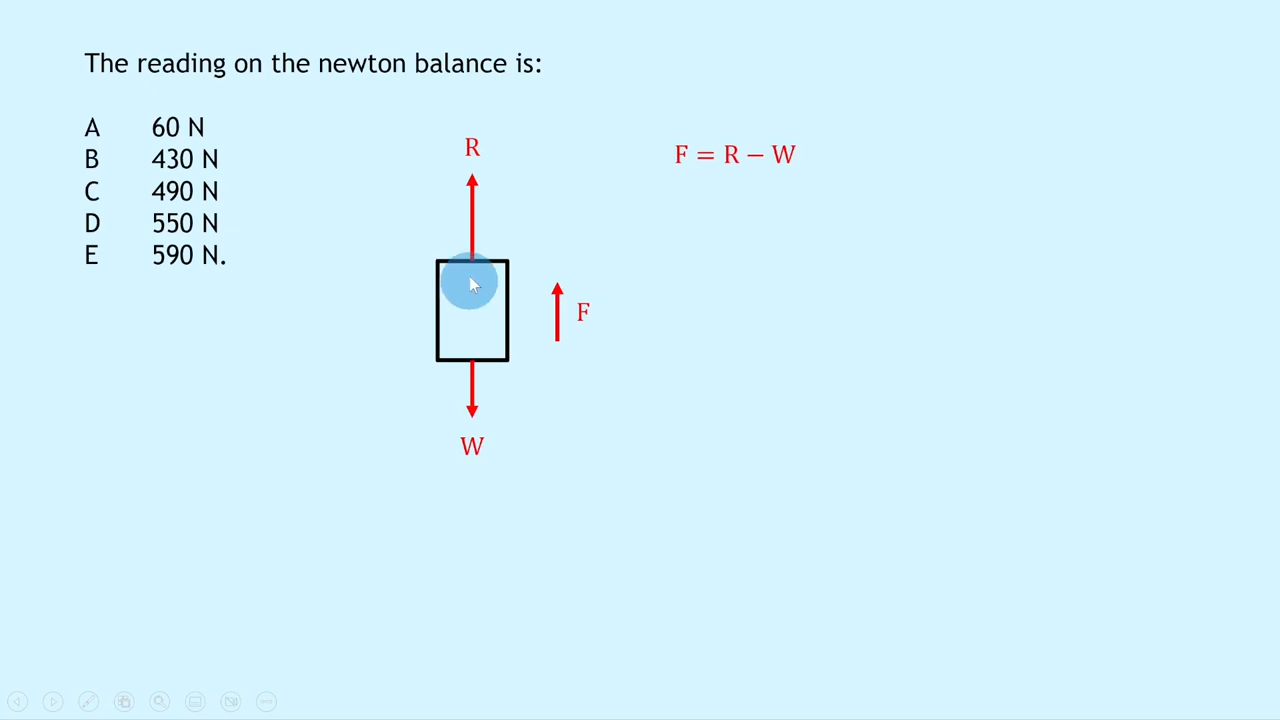 The reading on the newton balance is:
A 60 N
B 430 N
C 490 N
D 550 N
E 590 N.
R
F = R − W
F
W